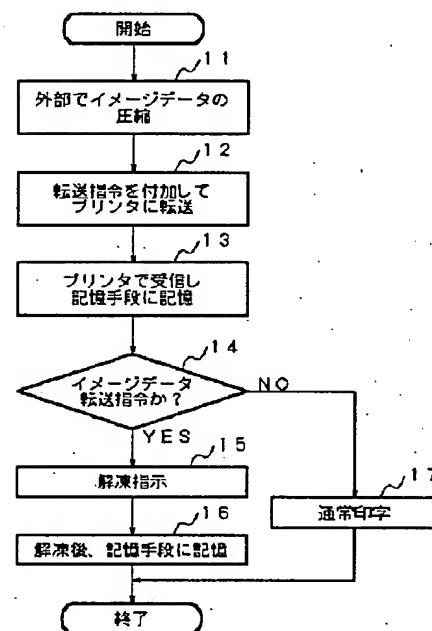 開始
11
外部でイメージデータの
圧縮
12
転送指令を付加して
プリンタに転送
13
プリンタで受信し
記憶手段に記憶
14
イメージデータ
転送指令か?
NO
YES
15
解凍指示
17
通常印字
16
解凍後、記憶手段に記憶
終了